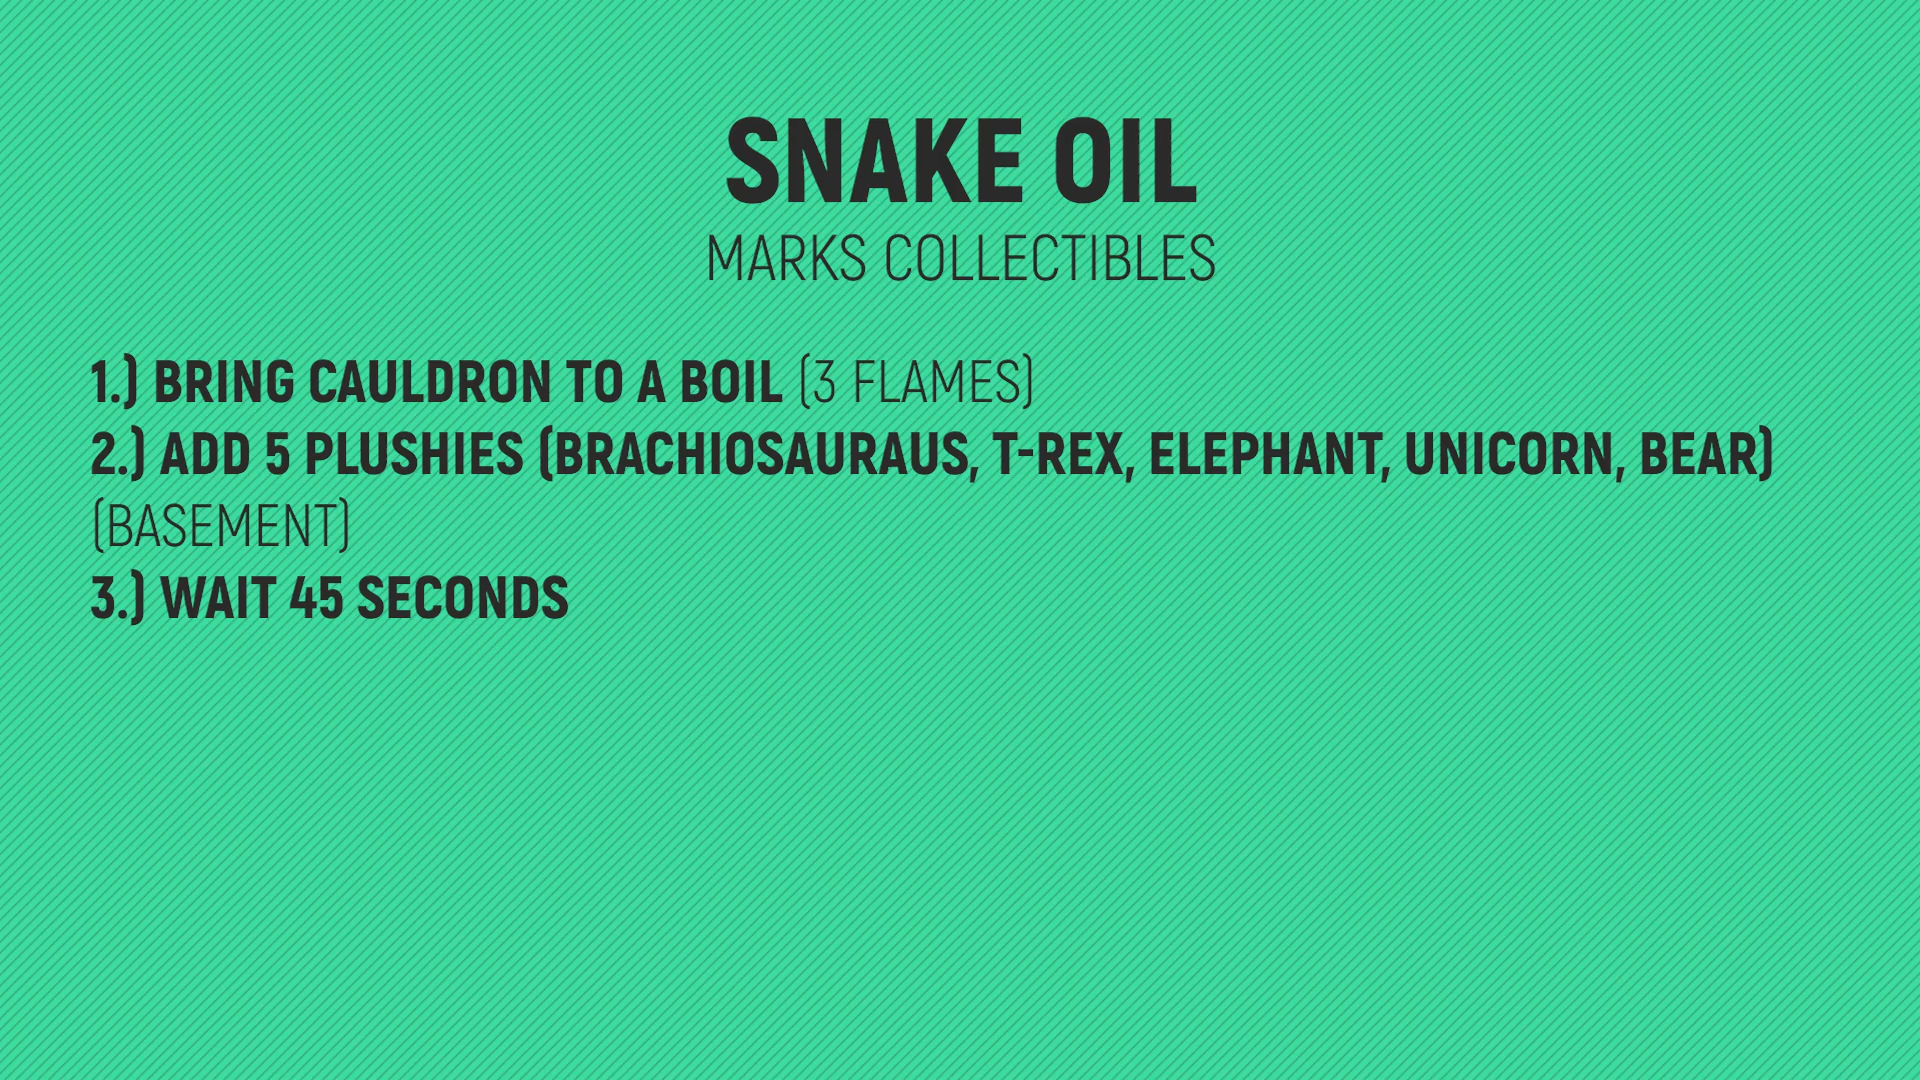 SNAKE OIL
MARKS COLLECTIBLES
1.) BRING CAULDRON TO A BOIL (3 FLAMES)
2.) ADD 5 PLUSHIES (BRACHIOSAURAUS, T-REX, ELEPHANT, UNICORN, BEAR)
(BASEMENT)
3.) WAIT 45 SECONDS